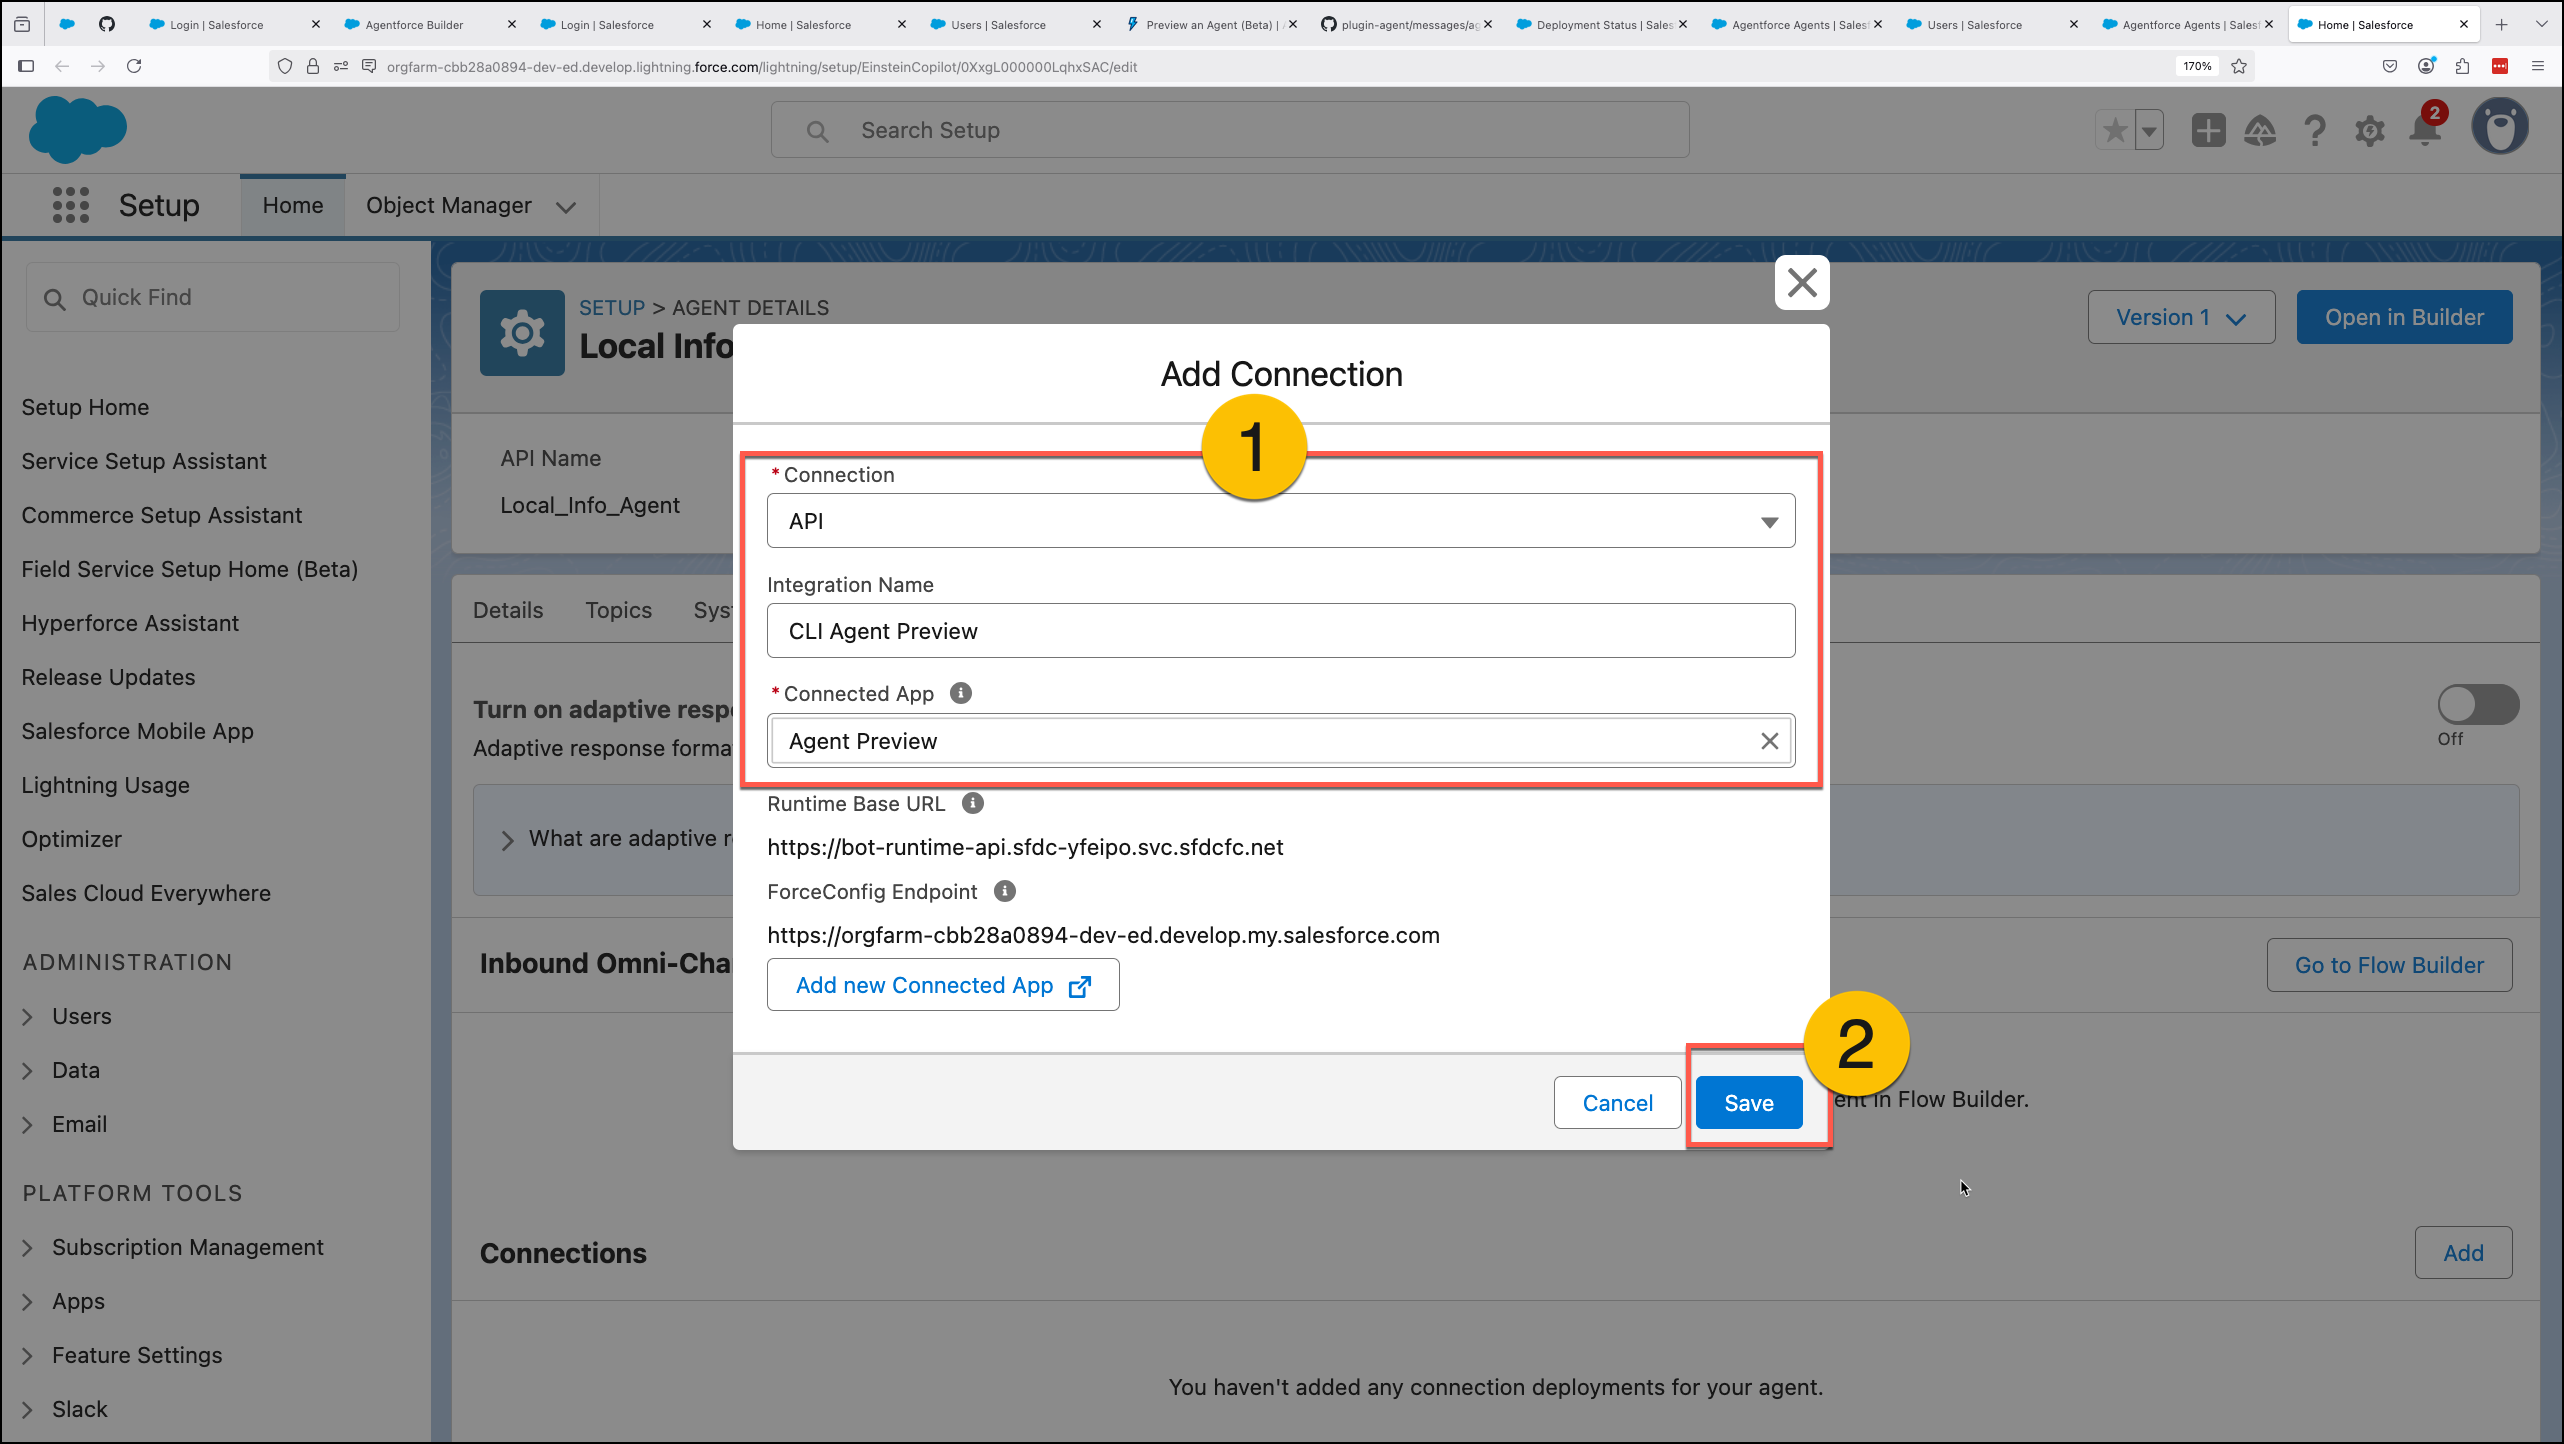 Login | Salesforce
Agentforce Builder
Login | Salesforce
Home | Salesforce
Users | Salesforce
Preview an Agent (Beta) |
plugin-agent/messages/ag
Deployment Status | Sales
Agentforce Agents | Salesf
Users | Salesforce
Agentforce Agents | Salesf
Home | Salesforce
orgfarm-cbb28a0894-dev-ed.develop.lightning.force.com/lightning/setup/EinsteinCopilot/0XxgL000000LqhxSAC/edit
170%
Search Setup
2
Setup
Home
Object Manager
Quick Find
SETUP > AGENT DETAILS
Local Info
Version 1
Open in Builder
Setup Home
Service Setup Assistant
Commerce Setup Assistant
Field Service Setup Home (Beta)
Hyperforce Assistant
Release Updates
Salesforce Mobile App
Lightning Usage
Optimizer
Sales Cloud Everywhere
ADMINISTRATION
Users
Data
Email
PLATFORM TOOLS
Subscription Management
Apps
Feature Settings
Slack
API Name
Local_Info_Agent
Details
Topics
Sys
Turn on adaptive resp
Adaptive response forma
Off
What are adaptive r
Inbound Omni-Cha
Go to Flow Builder
ent in Flow Builder.
Connections
Add
You haven't added any connection deployments for your agent.
Add Connection
1
* Connection
API
Integration Name
CLI Agent Preview
* Connected App
Agent Preview
Runtime Base URL
https://bot-runtime-api.sfdc-yfeipo.svc.sfdcfc.net
ForceConfig Endpoint
https://orgfarm-cbb28a0894-dev-ed.develop.my.salesforce.com
Add new Connected App
2
Cancel
Save